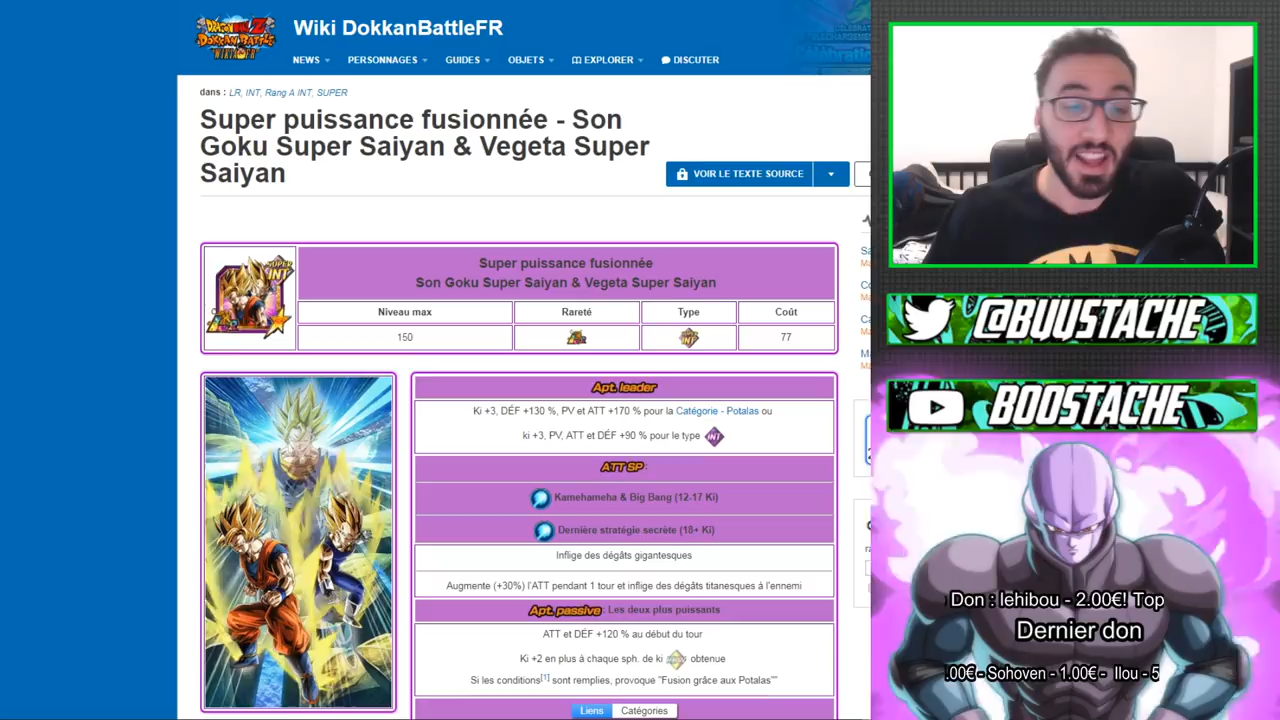 Wiki DokkanBattleFR
NEWS PERSONNAGES GUIDES OBJETS EXPLORER DISCUTER
dans : LR, INT, Rang A INT, SUPER
Super puissance fusionnée - Son
Goku Super Saiyan & Vegeta Super
Saiyan
VOIR LE TEXTE SOURCE
Super puissance fusionnée
Son Goku Super Saiyan & Vegeta Super Saiyan
Niveau max Rareté Type Coût
150 77
Apt. leader
Ki +3, DÉF +130 %, PV et ATT +170 % pour la Catégorie - Potalas ou
ki +3, PV, ATT et DÉF +90 % pour le type INT
ATT SP :
Kamehameha & Big Bang (12-17 Ki)
Dernière stratégie secrète (18+ Ki)
Inflige des dégâts gigantesques
Augmente (+30%) l'ATT pendant 1 tour et inflige des dégâts titanesques à l'ennemi
Apt. passive : Les deux plus puissants
ATT et DÉF +120 % au début du tour
Ki +2 en plus à chaque sph. de ki obtenue
Si les conditions[1] sont remplies, provoque "Fusion grâce aux Potalas""
Liens Catégories
@BUUSTACHE
BOOSTACHE
Don : lehibou - 2.00€! Top
Dernier don
.00€ - Sohoven - 1.00€ - Ilou - 5